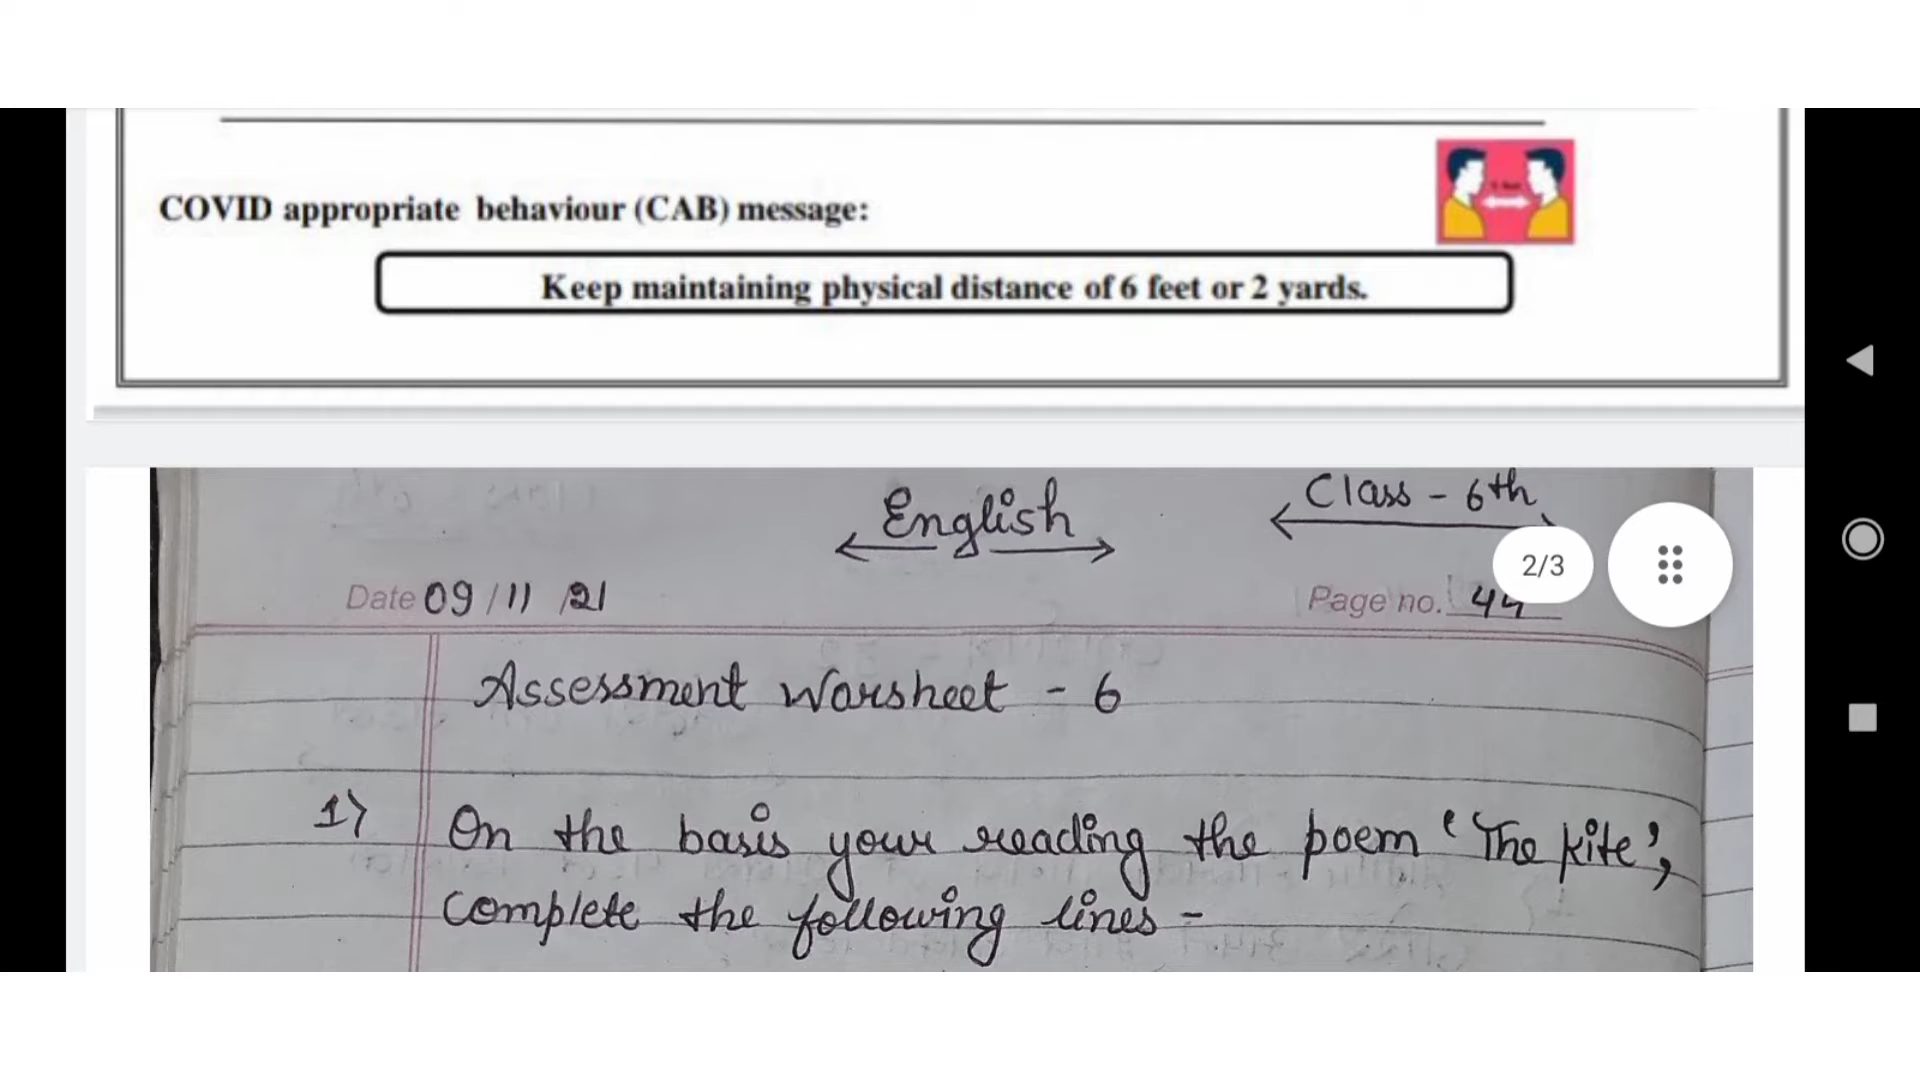 COVID appropriate behaviour (CAB) message:
Keep maintaining physical distance of 6 feet or 2 yards.
English
Class - 6th
2/3
Date 09/11/21
Page no. 44
Assessment Worsheet - 6
1) On the basis your reading the poem 'The kite',
complete the following lines -